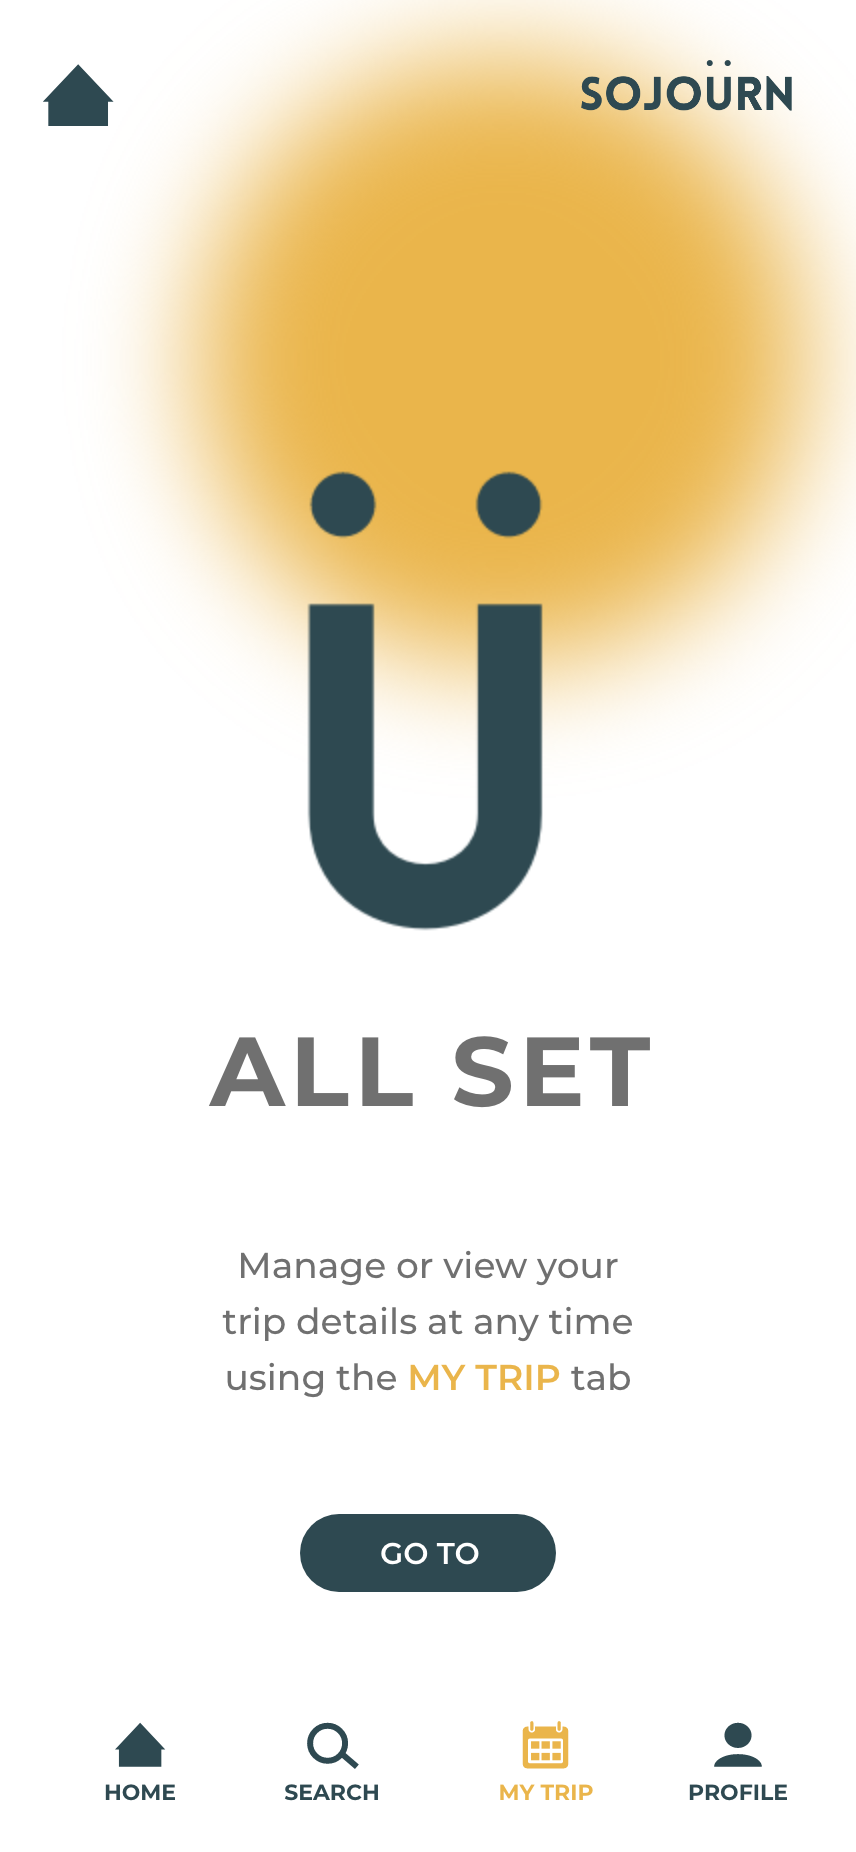 SOJOÜRN
Ü
ALL SET
Manage or view your
trip details at any time
using the MY TRIP tab
GO TO
HOME SEARCH MY TRIP PROFILE